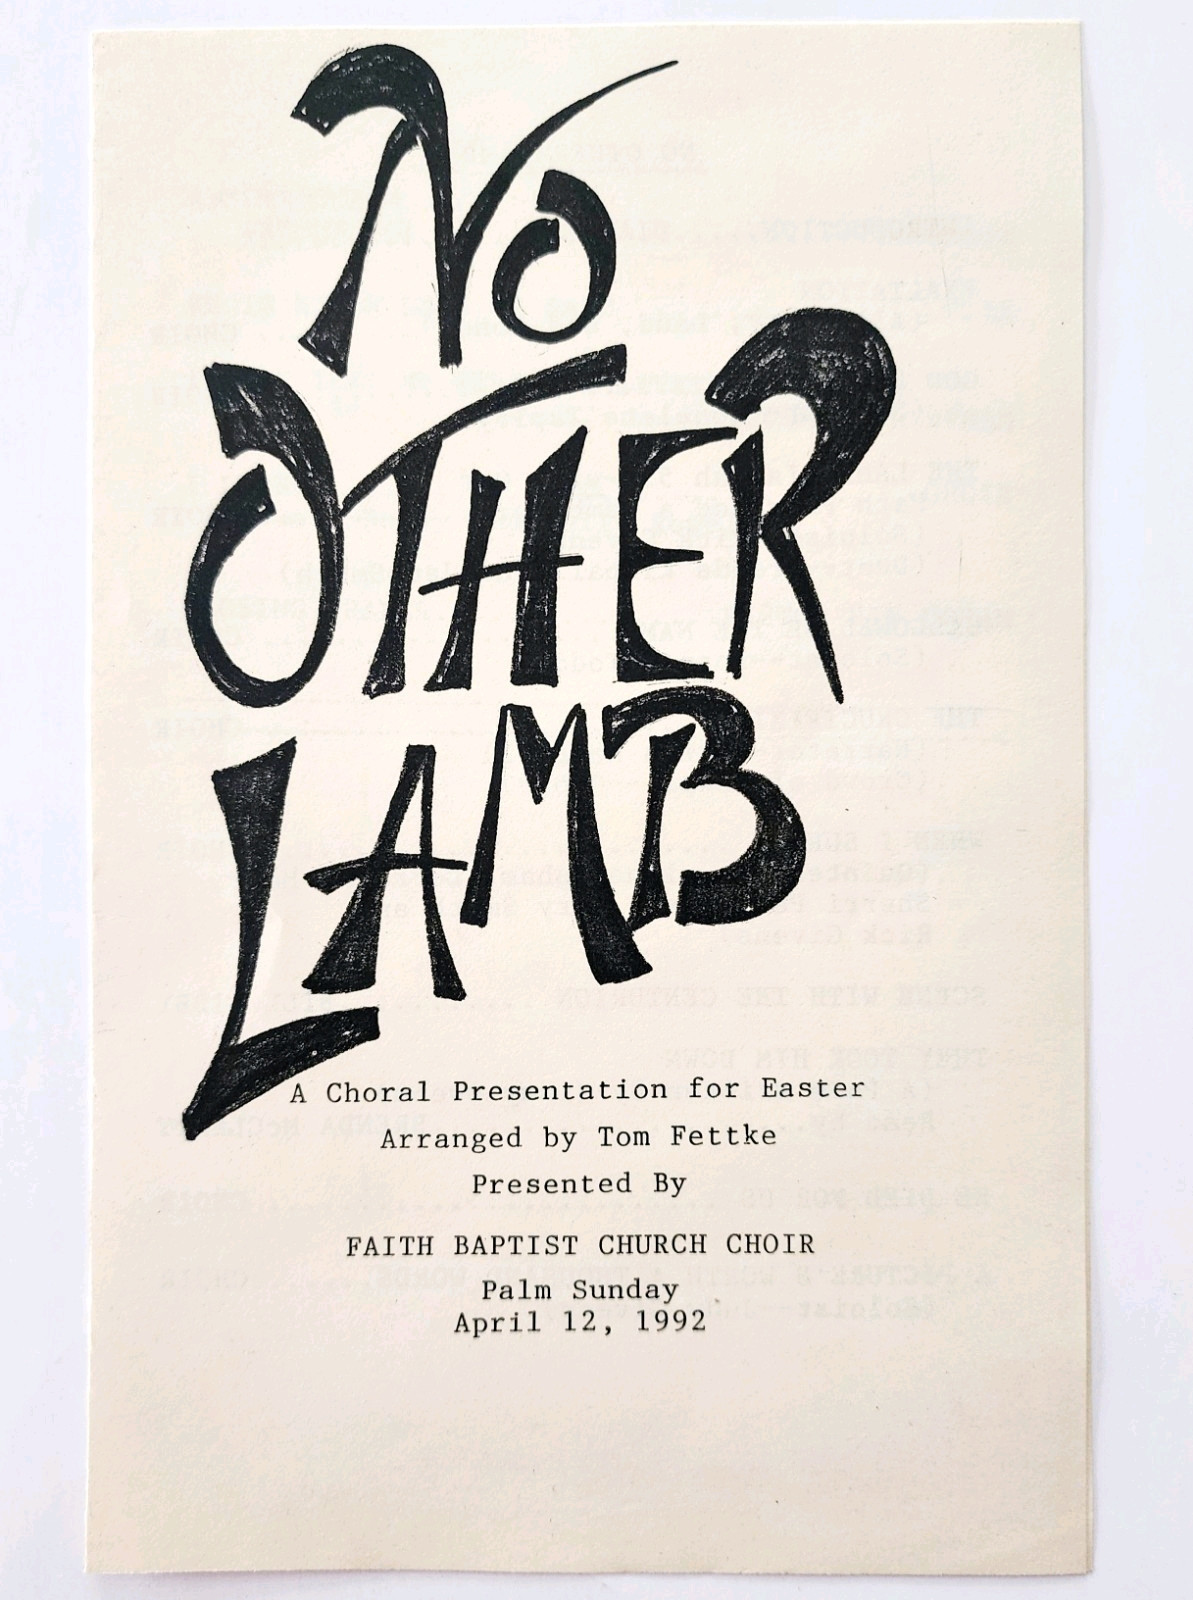 No
OTHER
LAMB
A Choral Presentation for Easter
Arranged by Tom Fettke
Presented By
FAITH BAPTIST CHURCH CHOIR
Palm Sunday
April 12, 1992